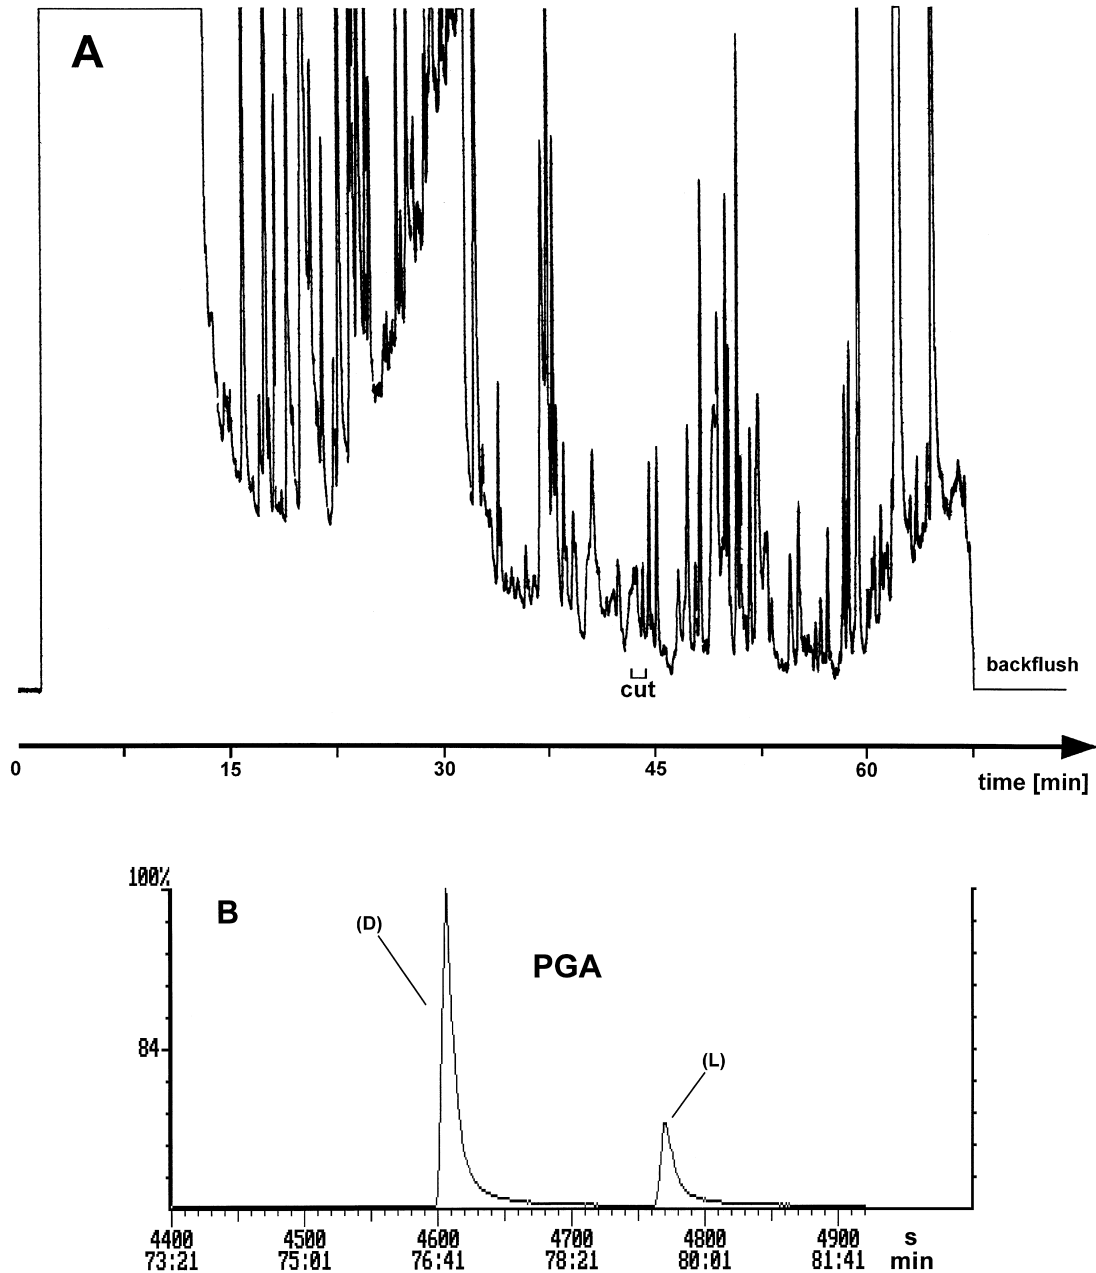 A
backflush
cut
0 15 30 45 60
time [min]
100%
B
(D)
PGA
84
(L)
4400 4500 4600 4700 4800 4900 s
73:21 75:01 76:41 78:21 80:01 81:41 min